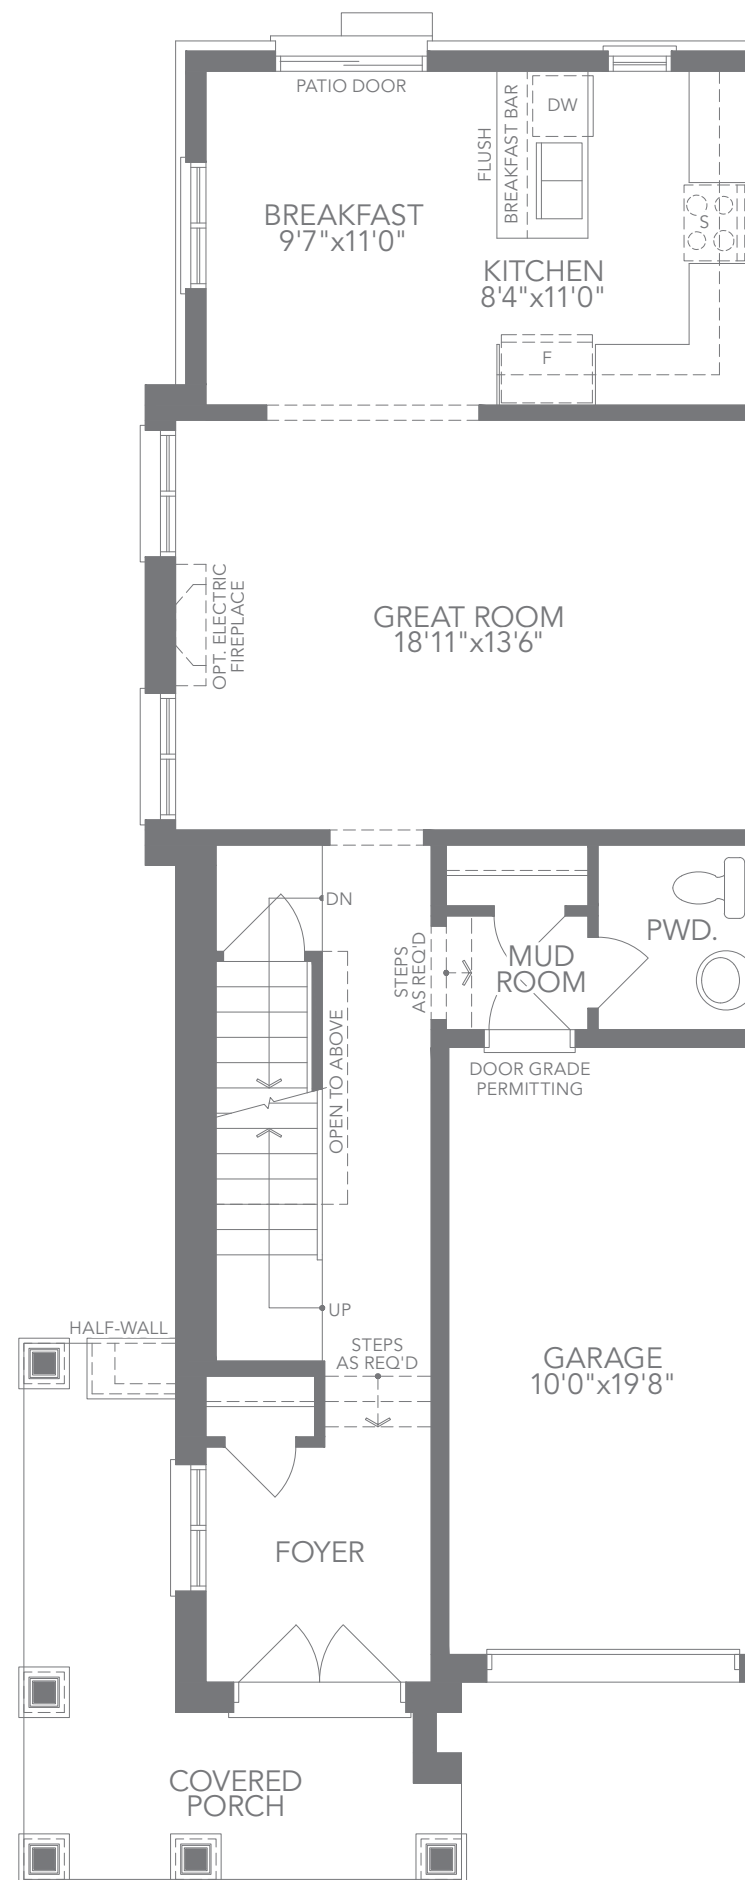 PATIO DOOR
FLUSH
BREAKFAST BAR
DW
BREAKFAST
9'7"x11'0"
S
KITCHEN
8'4"x11'0"
F
OPT. ELECTRIC
FIREPLACE
GREAT ROOM
18'11"x13'6"
DN
STEPS
AS REQ'D
MUD
ROOM
PWD.
OPEN TO ABOVE
DOOR GRADE
PERMITTING
UP
HALF-WALL
STEPS
AS REQ'D
GARAGE
10'0"x19'8"
FOYER
COVERED
PORCH